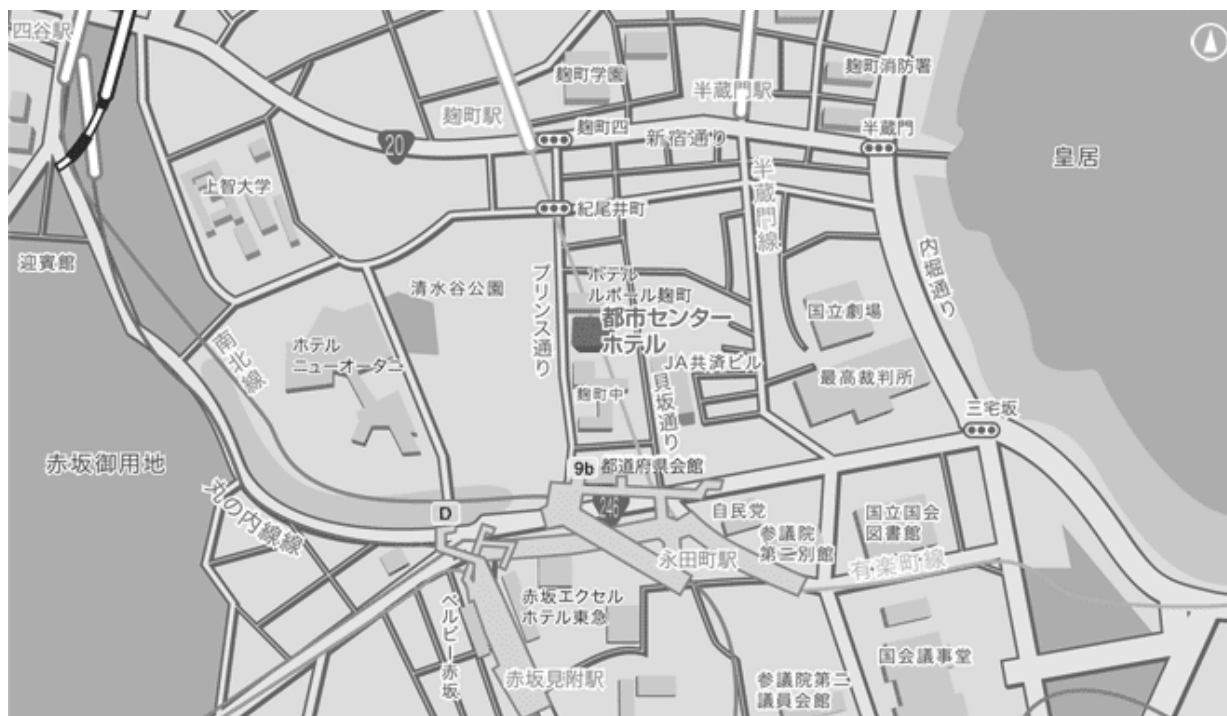 四谷駅
麹町学園
麹町消防署
半蔵門駅
麹町駅
麹町四
半蔵門
新宿通り
20
皇居
上智大学
半蔵門線
紀尾井町
迎賓館
内堀通り
プリンス通り
清水谷公園
ホテル
ルポール麹町
都市センター
ホテル
国立劇場
南北線
ホテル
ニューオータニ
JA共済ビル
貝坂通り
最高裁判所
麹町中
三宅坂
赤坂御用地
9b
都道府県会館
丸の内線線
D
246
自民党
国立国会
図書館
参議院
第二別館
永田町駅
有楽町線
赤坂エクセル
ホテル東急
ベルビー赤坂
国会議事堂
赤坂見附駅
参議院第二
議員会館